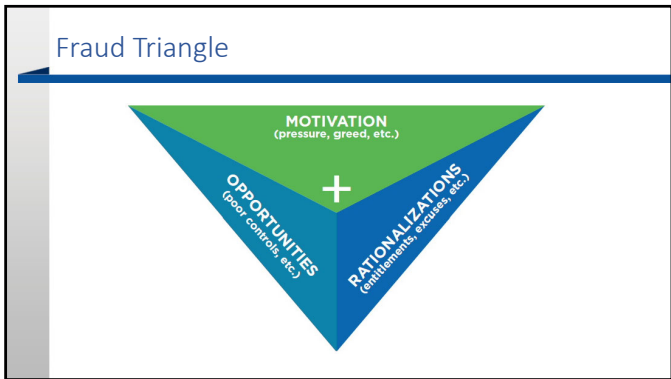 Fraud Triangle
MOTIVATION
(pressure, greed, etc.)
+
OPPORTUNITIES
(poor controls, etc.)
RATIONALIZATIONS
(entitlements, excuses, etc.)